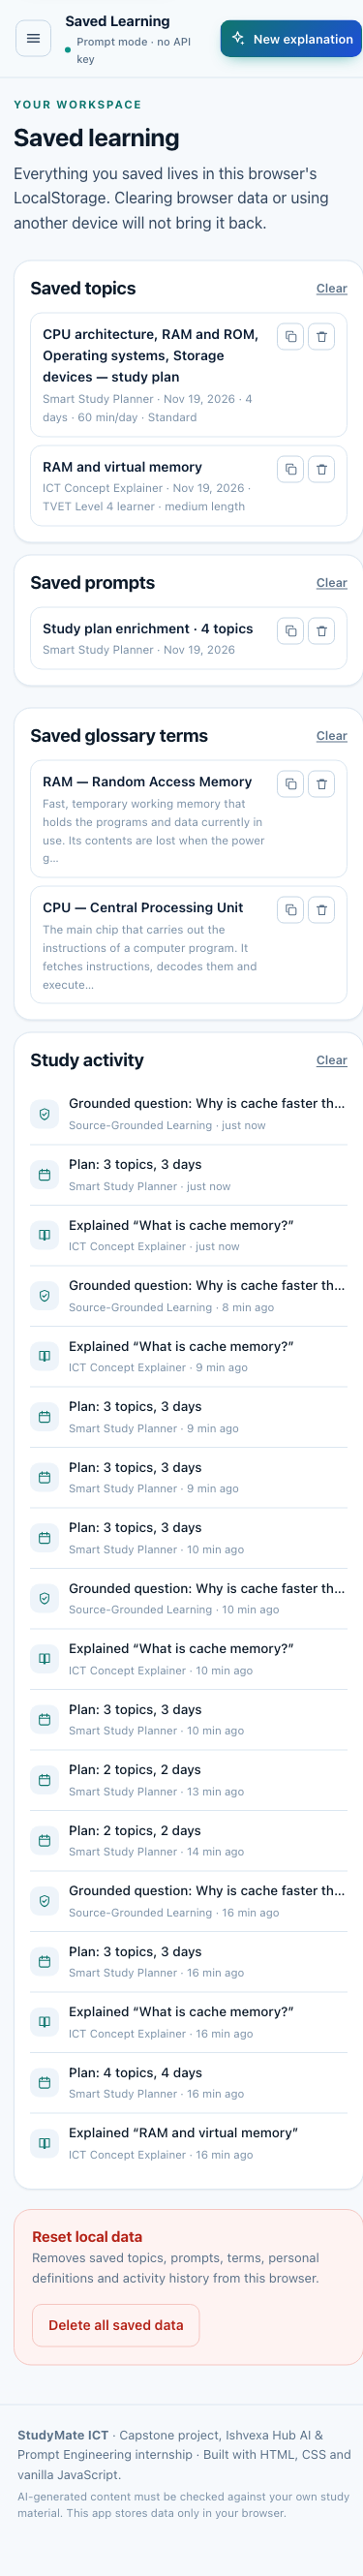 Saved Learning
Prompt mode · no API
key
New explanation
YOUR WORKSPACE
Saved learning
Everything you saved lives in this browser's
LocalStorage. Clearing browser data or using
another device will not bring it back.
Saved topics
Clear
CPU architecture, RAM and ROM,
Operating systems, Storage
devices — study plan
Smart Study Planner · Nov 19, 2026 · 4
days · 60 min/day · Standard
RAM and virtual memory
ICT Concept Explainer · Nov 19, 2026 ·
TVET Level 4 learner · medium length
Saved prompts
Clear
Study plan enrichment · 4 topics
Smart Study Planner · Nov 19, 2026
Saved glossary terms
Clear
RAM — Random Access Memory
Fast, temporary working memory that
holds the programs and data currently in
use. Its contents are lost when the power
g...
CPU — Central Processing Unit
The main chip that carries out the
instructions of a computer program. It
fetches instructions, decodes them and
execute...
Study activity
Clear
Grounded question: Why is cache faster th...
Source-Grounded Learning · just now
Plan: 3 topics, 3 days
Smart Study Planner · just now
Explained “What is cache memory?”
ICT Concept Explainer · just now
Grounded question: Why is cache faster th...
Source-Grounded Learning · 8 min ago
Explained “What is cache memory?”
ICT Concept Explainer · 9 min ago
Plan: 3 topics, 3 days
Smart Study Planner · 9 min ago
Plan: 3 topics, 3 days
Smart Study Planner · 9 min ago
Plan: 3 topics, 3 days
Smart Study Planner · 10 min ago
Grounded question: Why is cache faster th...
Source-Grounded Learning · 10 min ago
Explained “What is cache memory?”
ICT Concept Explainer · 10 min ago
Plan: 3 topics, 3 days
Smart Study Planner · 10 min ago
Plan: 2 topics, 2 days
Smart Study Planner · 13 min ago
Plan: 2 topics, 2 days
Smart Study Planner · 14 min ago
Grounded question: Why is cache faster th...
Source-Grounded Learning · 16 min ago
Plan: 3 topics, 3 days
Smart Study Planner · 16 min ago
Explained “What is cache memory?”
ICT Concept Explainer · 16 min ago
Plan: 4 topics, 4 days
Smart Study Planner · 16 min ago
Explained “RAM and virtual memory”
ICT Concept Explainer · 16 min ago
Reset local data
Removes saved topics, prompts, terms, personal
definitions and activity history from this browser.
Delete all saved data
StudyMate ICT · Capstone project, Ishvexa Hub AI &
Prompt Engineering internship · Built with HTML, CSS and
vanilla JavaScript.
AI-generated content must be checked against your own study
material. This app stores data only in your browser.